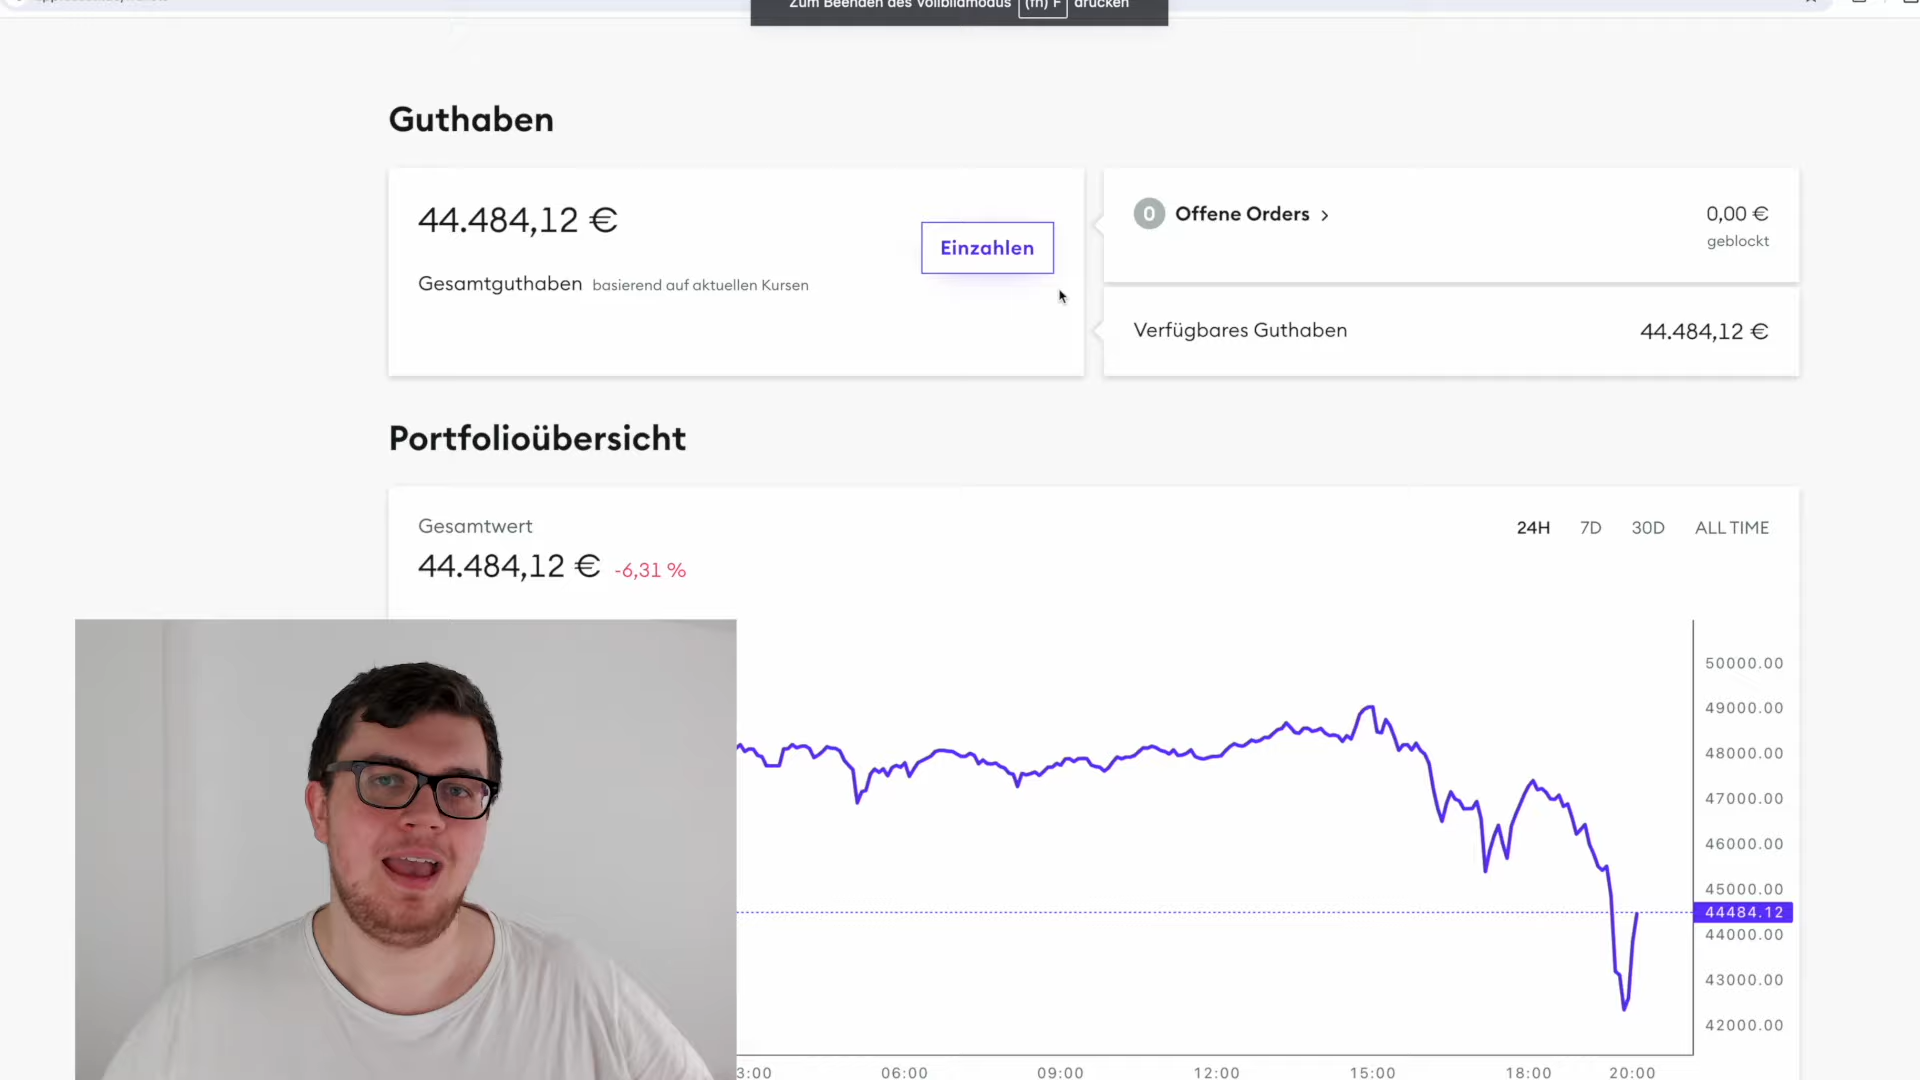 Zum Beenden des Vollbildmodus (fn) F drücken
Guthaben
44.484,12 €
Einzahlen
Gesamtguthaben basierend auf aktuellen Kursen
0 Offene Orders >
0,00 €
geblockt
Verfügbares Guthaben
44.484,12 €
Portfolioübersicht
Gesamtwert
44.484,12 € -6,31 %
24H 7D 30D ALL TIME
50000.00
49000.00
48000.00
47000.00
46000.00
45000.00
44484.12
44000.00
43000.00
42000.00
3:00 06:00 09:00 12:00 15:00 18:00 20:00